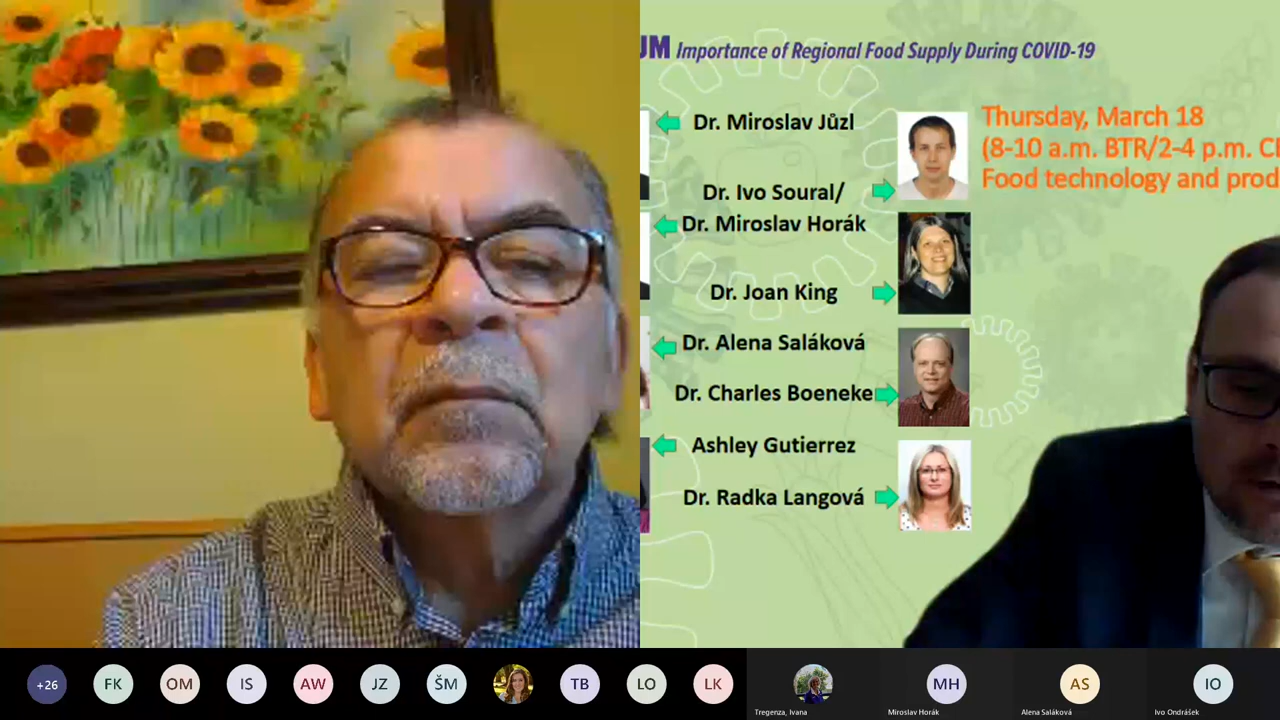 UM Importance of Regional Food Supply During COVID-19
Dr. Miroslav Jůzl
Thursday, March 18
(8-10 a.m. BTR/2-4 p.m. CE
Food technology and prod
Dr. Ivo Soural/
Dr. Miroslav Horák
Dr. Joan King
Dr. Alena Saláková
Dr. Charles Boeneke
Ashley Gutierrez
Dr. Radka Langová
+26
FK
OM
IS
AW
JZ
ŠM
TB
LO
LK
MH
AS
IO
Tregenza, Ivana
Miroslav Horák
Alena Saláková
Ivo Ondrášek